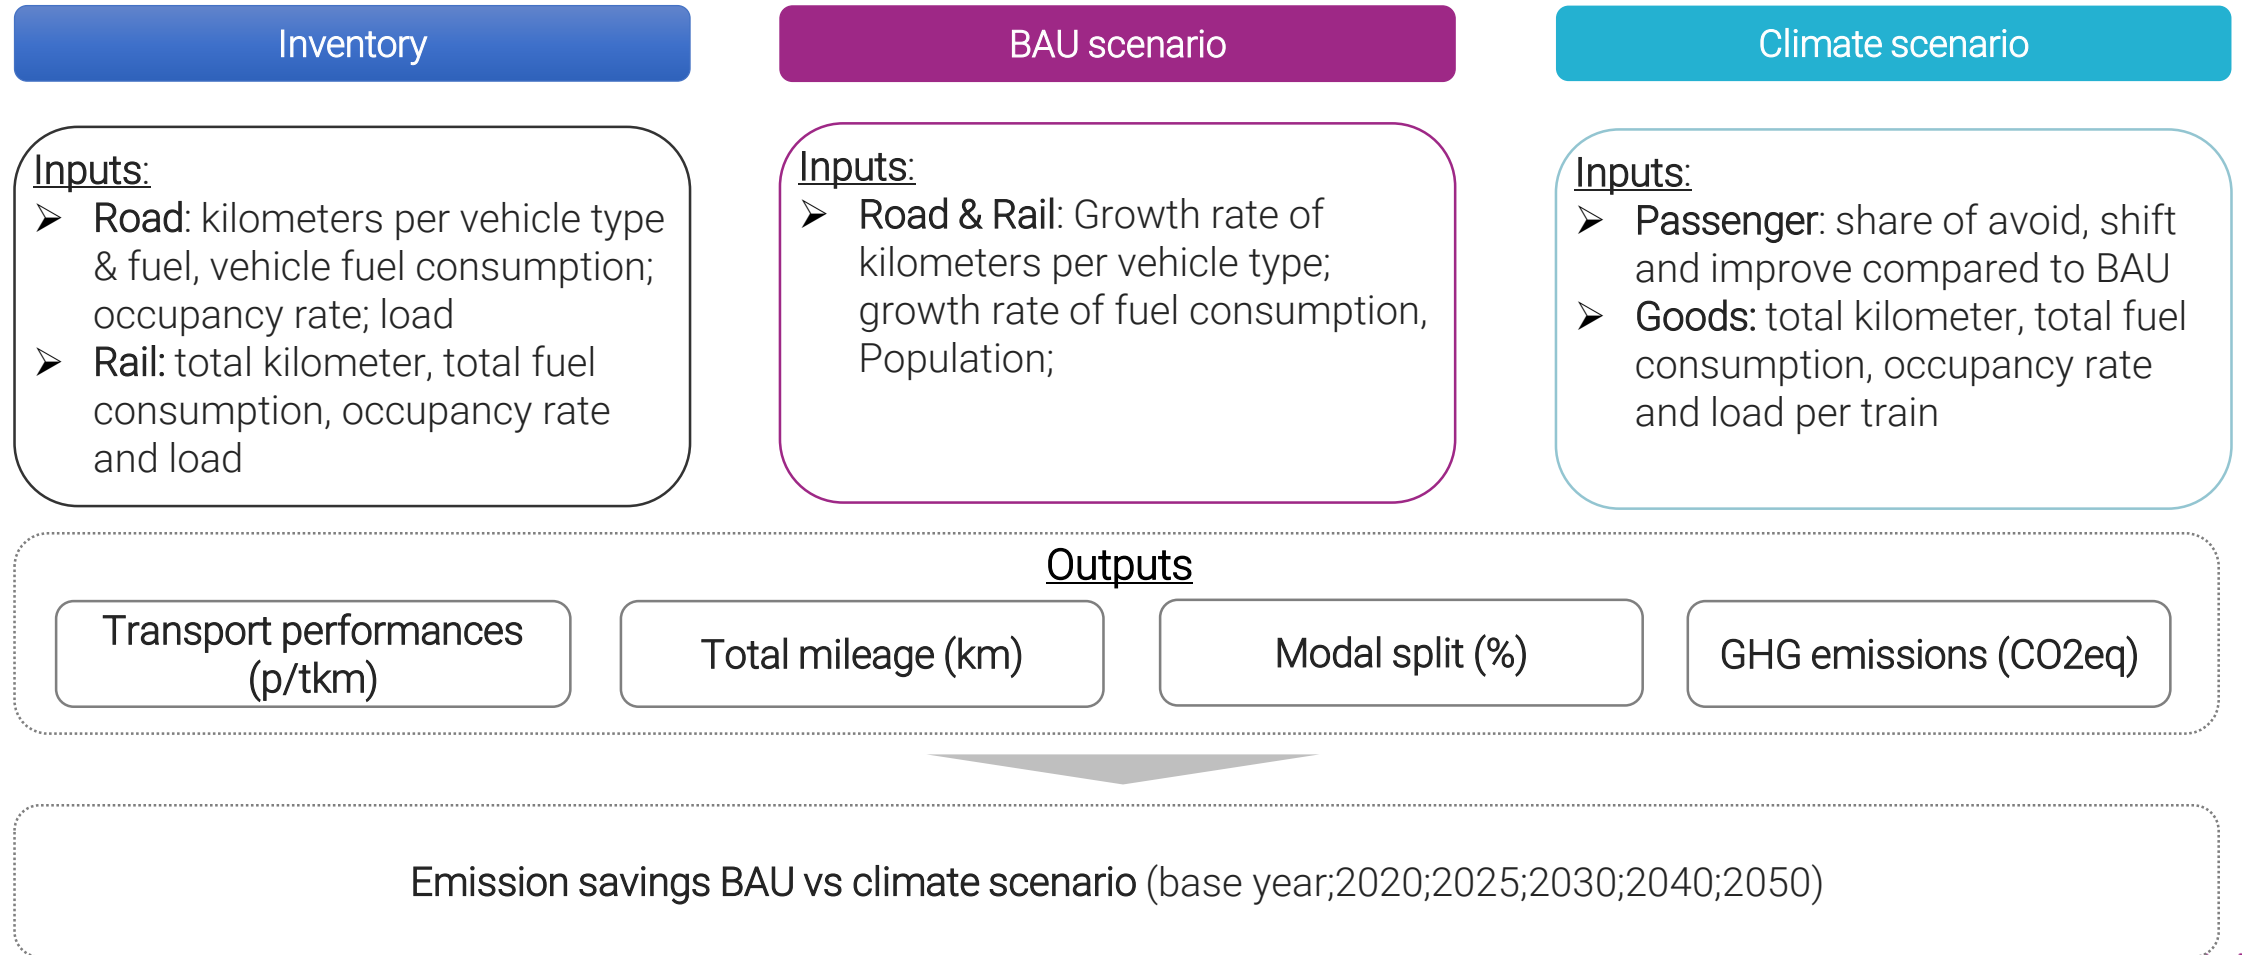 Inventory
BAU scenario
Climate scenario
Inputs:
➢ Road: kilometers per vehicle type
& fuel, vehicle fuel consumption;
occupancy rate; load
➢ Rail: total kilometer, total fuel
consumption, occupancy rate
and load
Inputs:
➢ Road & Rail: Growth rate of
kilometers per vehicle type;
growth rate of fuel consumption,
Population;
Inputs:
➢ Passenger: share of avoid, shift
and improve compared to BAU
➢ Goods: total kilometer, total fuel
consumption, occupancy rate
and load per train
Outputs
Transport performances
(p/tkm)
Total mileage (km)
Modal split (%)
GHG emissions (CO2eq)
Emission savings BAU vs climate scenario (base year;2020;2025;2030;2040;2050)